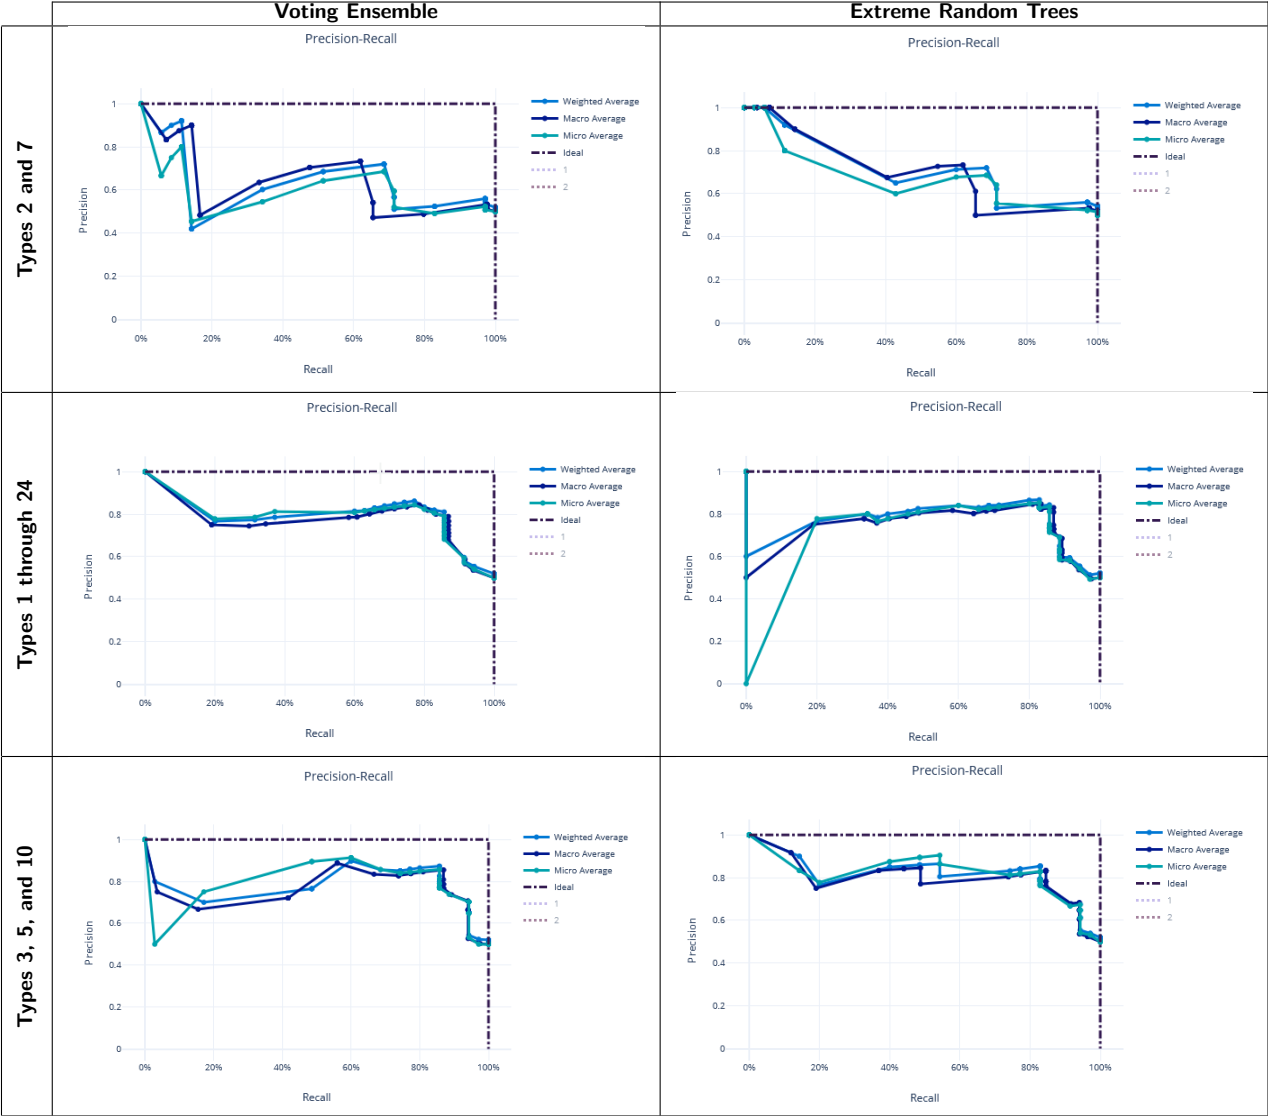 Voting Ensemble
Extreme Random Trees
Types 2 and 7
Precision-Recall
1
0.8
0.6
0.4
0.2
0
Precision
0%
20%
40%
60%
80%
100%
Recall
Weighted Average
Macro Average
Micro Average
Ideal
1
2
Precision-Recall
1
0.8
0.6
0.4
0.2
0
Precision
0%
20%
40%
60%
80%
100%
Recall
Weighted Average
Macro Average
Micro Average
Ideal
1
2
Types 1 through 24
Precision-Recall
1
0.8
0.6
0.4
0.2
0
Precision
0%
20%
40%
60%
80%
100%
Recall
Weighted Average
Macro Average
Micro Average
Ideal
1
2
Precision-Recall
1
0.8
0.6
0.4
0.2
0
Precision
0%
20%
40%
60%
80%
100%
Recall
Weighted Average
Macro Average
Micro Average
Ideal
1
2
Types 3, 5, and 10
Precision-Recall
1
0.8
0.6
0.4
0.2
0
Precision
0%
20%
40%
60%
80%
100%
Recall
Weighted Average
Macro Average
Micro Average
Ideal
1
2
Precision-Recall
1
0.8
0.6
0.4
0.2
0
Precision
0%
20%
40%
60%
80%
100%
Recall
Weighted Average
Macro Average
Micro Average
Ideal
1
2